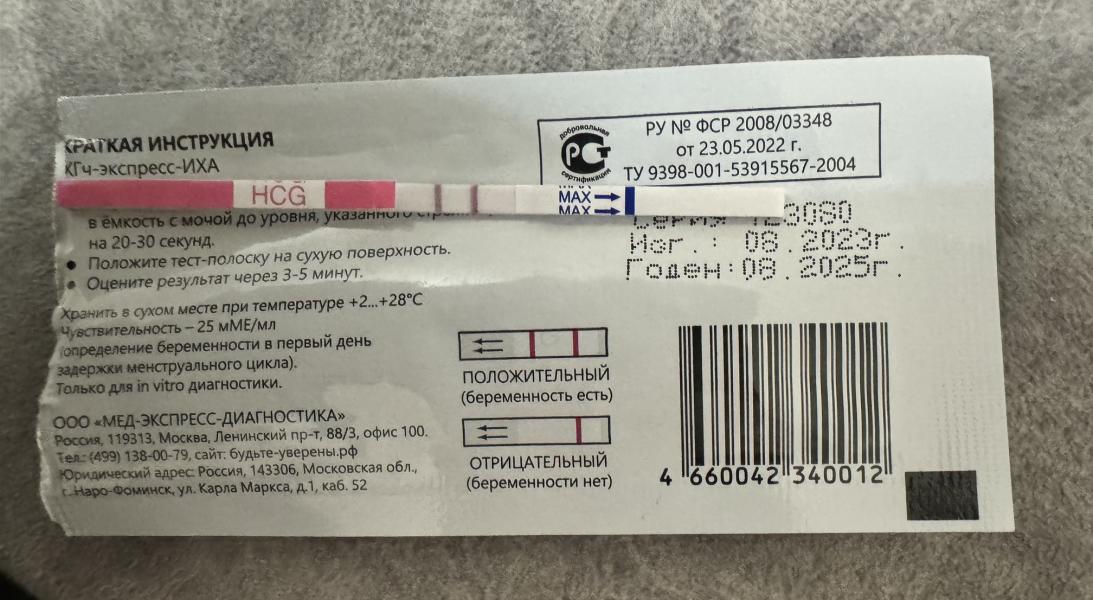 КРАТКАЯ ИНСТРУКЦИЯ
ХГч-экспресс-ИХА
HCG
в ёмкость с мочой до уровня, указанного
на 20-30 секунд.
• Положите тест-полоску на сухую поверхность.
• Оцените результат через 3-5 минут.
Хранить в сухом месте при температуре +2...+28°C
Чувствительность – 25 мМЕ/мл
(определение беременности в первый день
задержки менструального цикла).
Только для in vitro диагностики.
ООО «МЕД-ЭКСПРЕСС-ДИАГНОСТИКА»
Россия, 119313, Москва, Ленинский пр-т, 88/3, офис 100.
Тел.: (499) 138-00-79, сайт: будьте-уверены.рф
Юридический адрес: Россия, 143306, Московская обл.,
г. Наро-Фоминск, ул. Карла Маркса, д.1, каб. 52
добровольная
РСТ
сертификация
РУ № ФСР 2008/03348
от 23.05.2022 г.
ТУ 9398-001-53915567-2004
MAX
MAX
MAX
Серия
Изг.: 08.2023г.
Годен:08.2025г.
ПОЛОЖИТЕЛЬНЫЙ
(беременность есть)
ОТРИЦАТЕЛЬНЫЙ
(беременности нет)
4 660042 340012